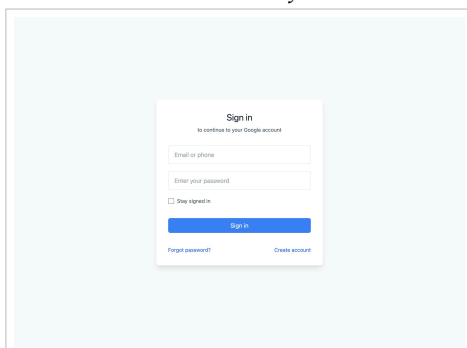 Sign in
to continue to your Google account
Email or phone
Enter your password
Stay signed in
Sign in
Forgot password? Create account